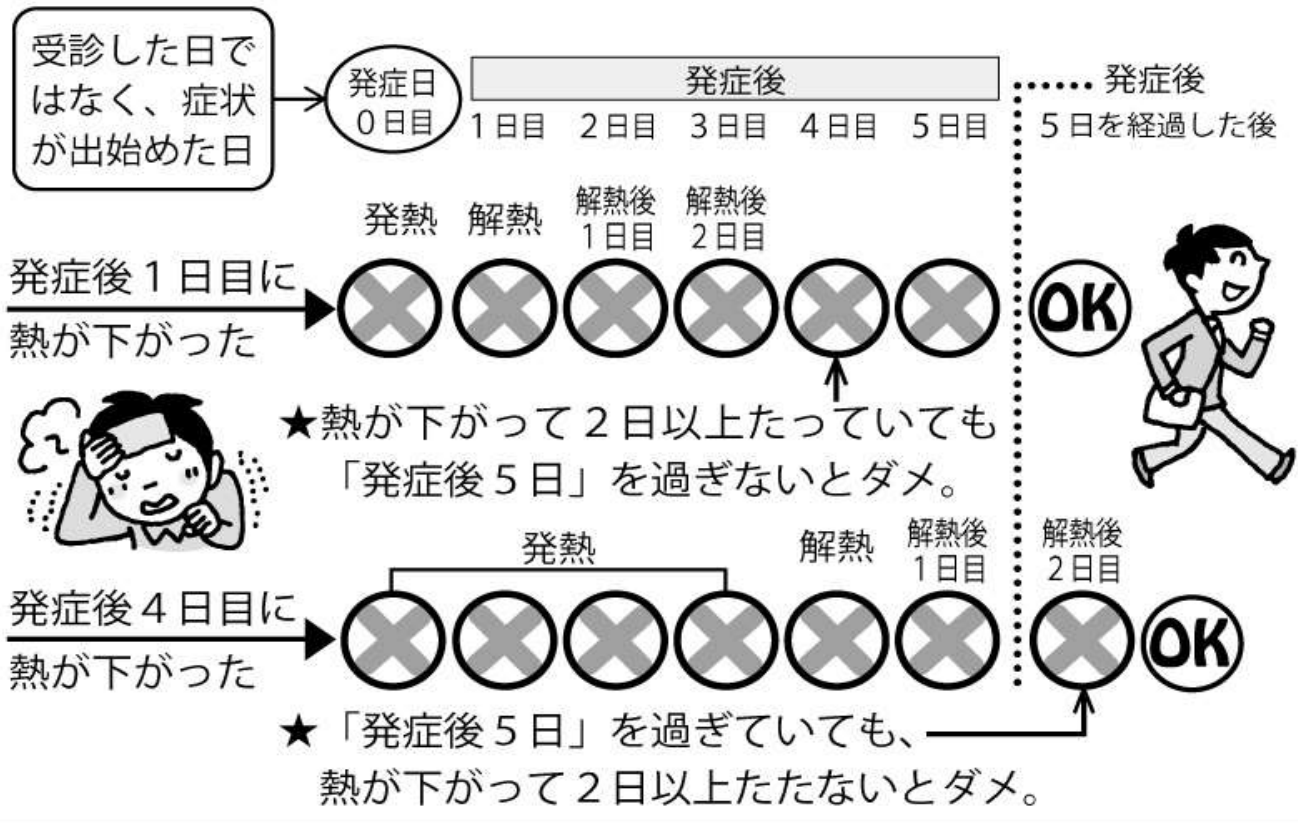 受診した日で
はなく、症状
が出始めた日
発症日
０日目
発症後
１日目 ２日目 ３日目 ４日目 ５日目
発症後
５日を経過した後
発熱 解熱 解熱後
１日目
解熱後
２日目
発症後１日目に
熱が下がった
OK
★熱が下がって２日以上たっていても
「発症後５日」を過ぎないとダメ。
発熱 解熱 解熱後
１日目
解熱後
２日目
発症後４日目に
熱が下がった
OK
★「発症後５日」を過ぎていても、
熱が下がって２日以上たたないとダメ。